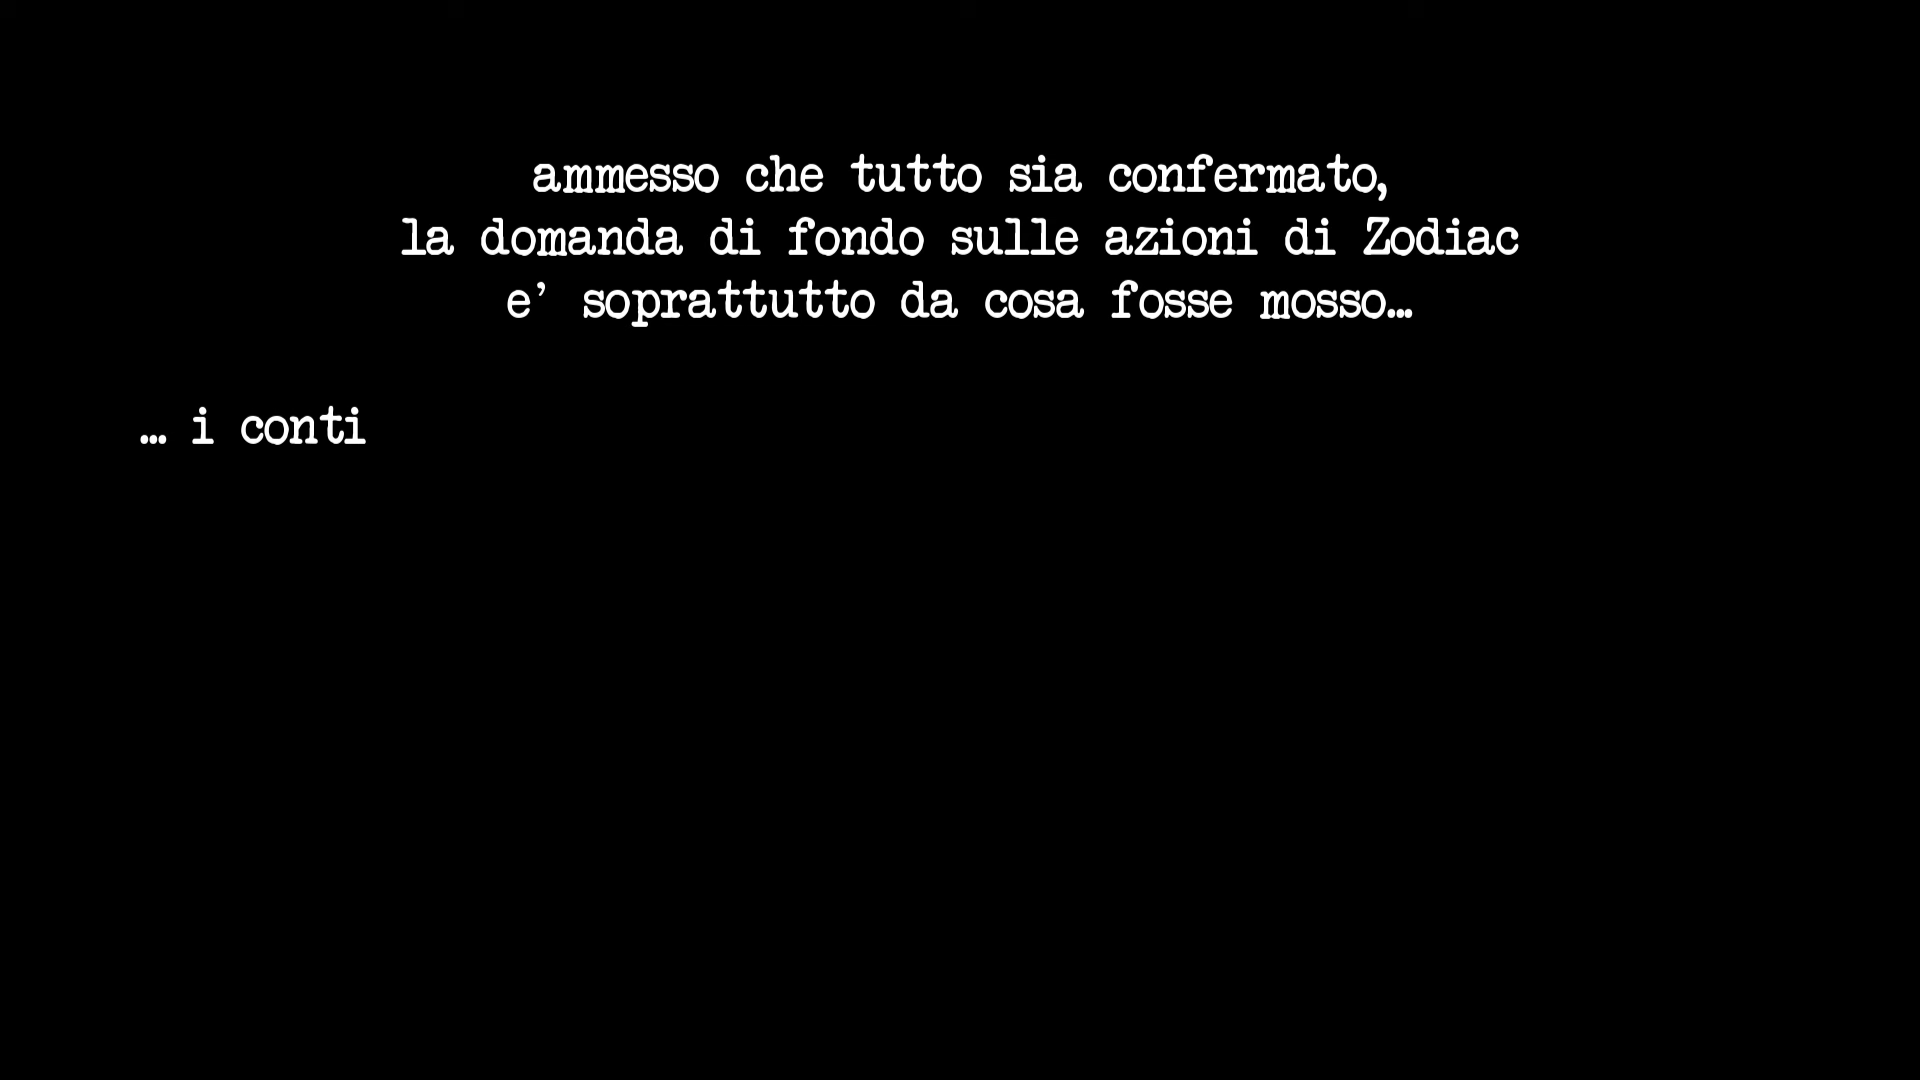 ammesso che tutto sia confermato,
la domanda di fondo sulle azioni di Zodiac
e’ soprattutto da cosa fosse mosso…
… i conti